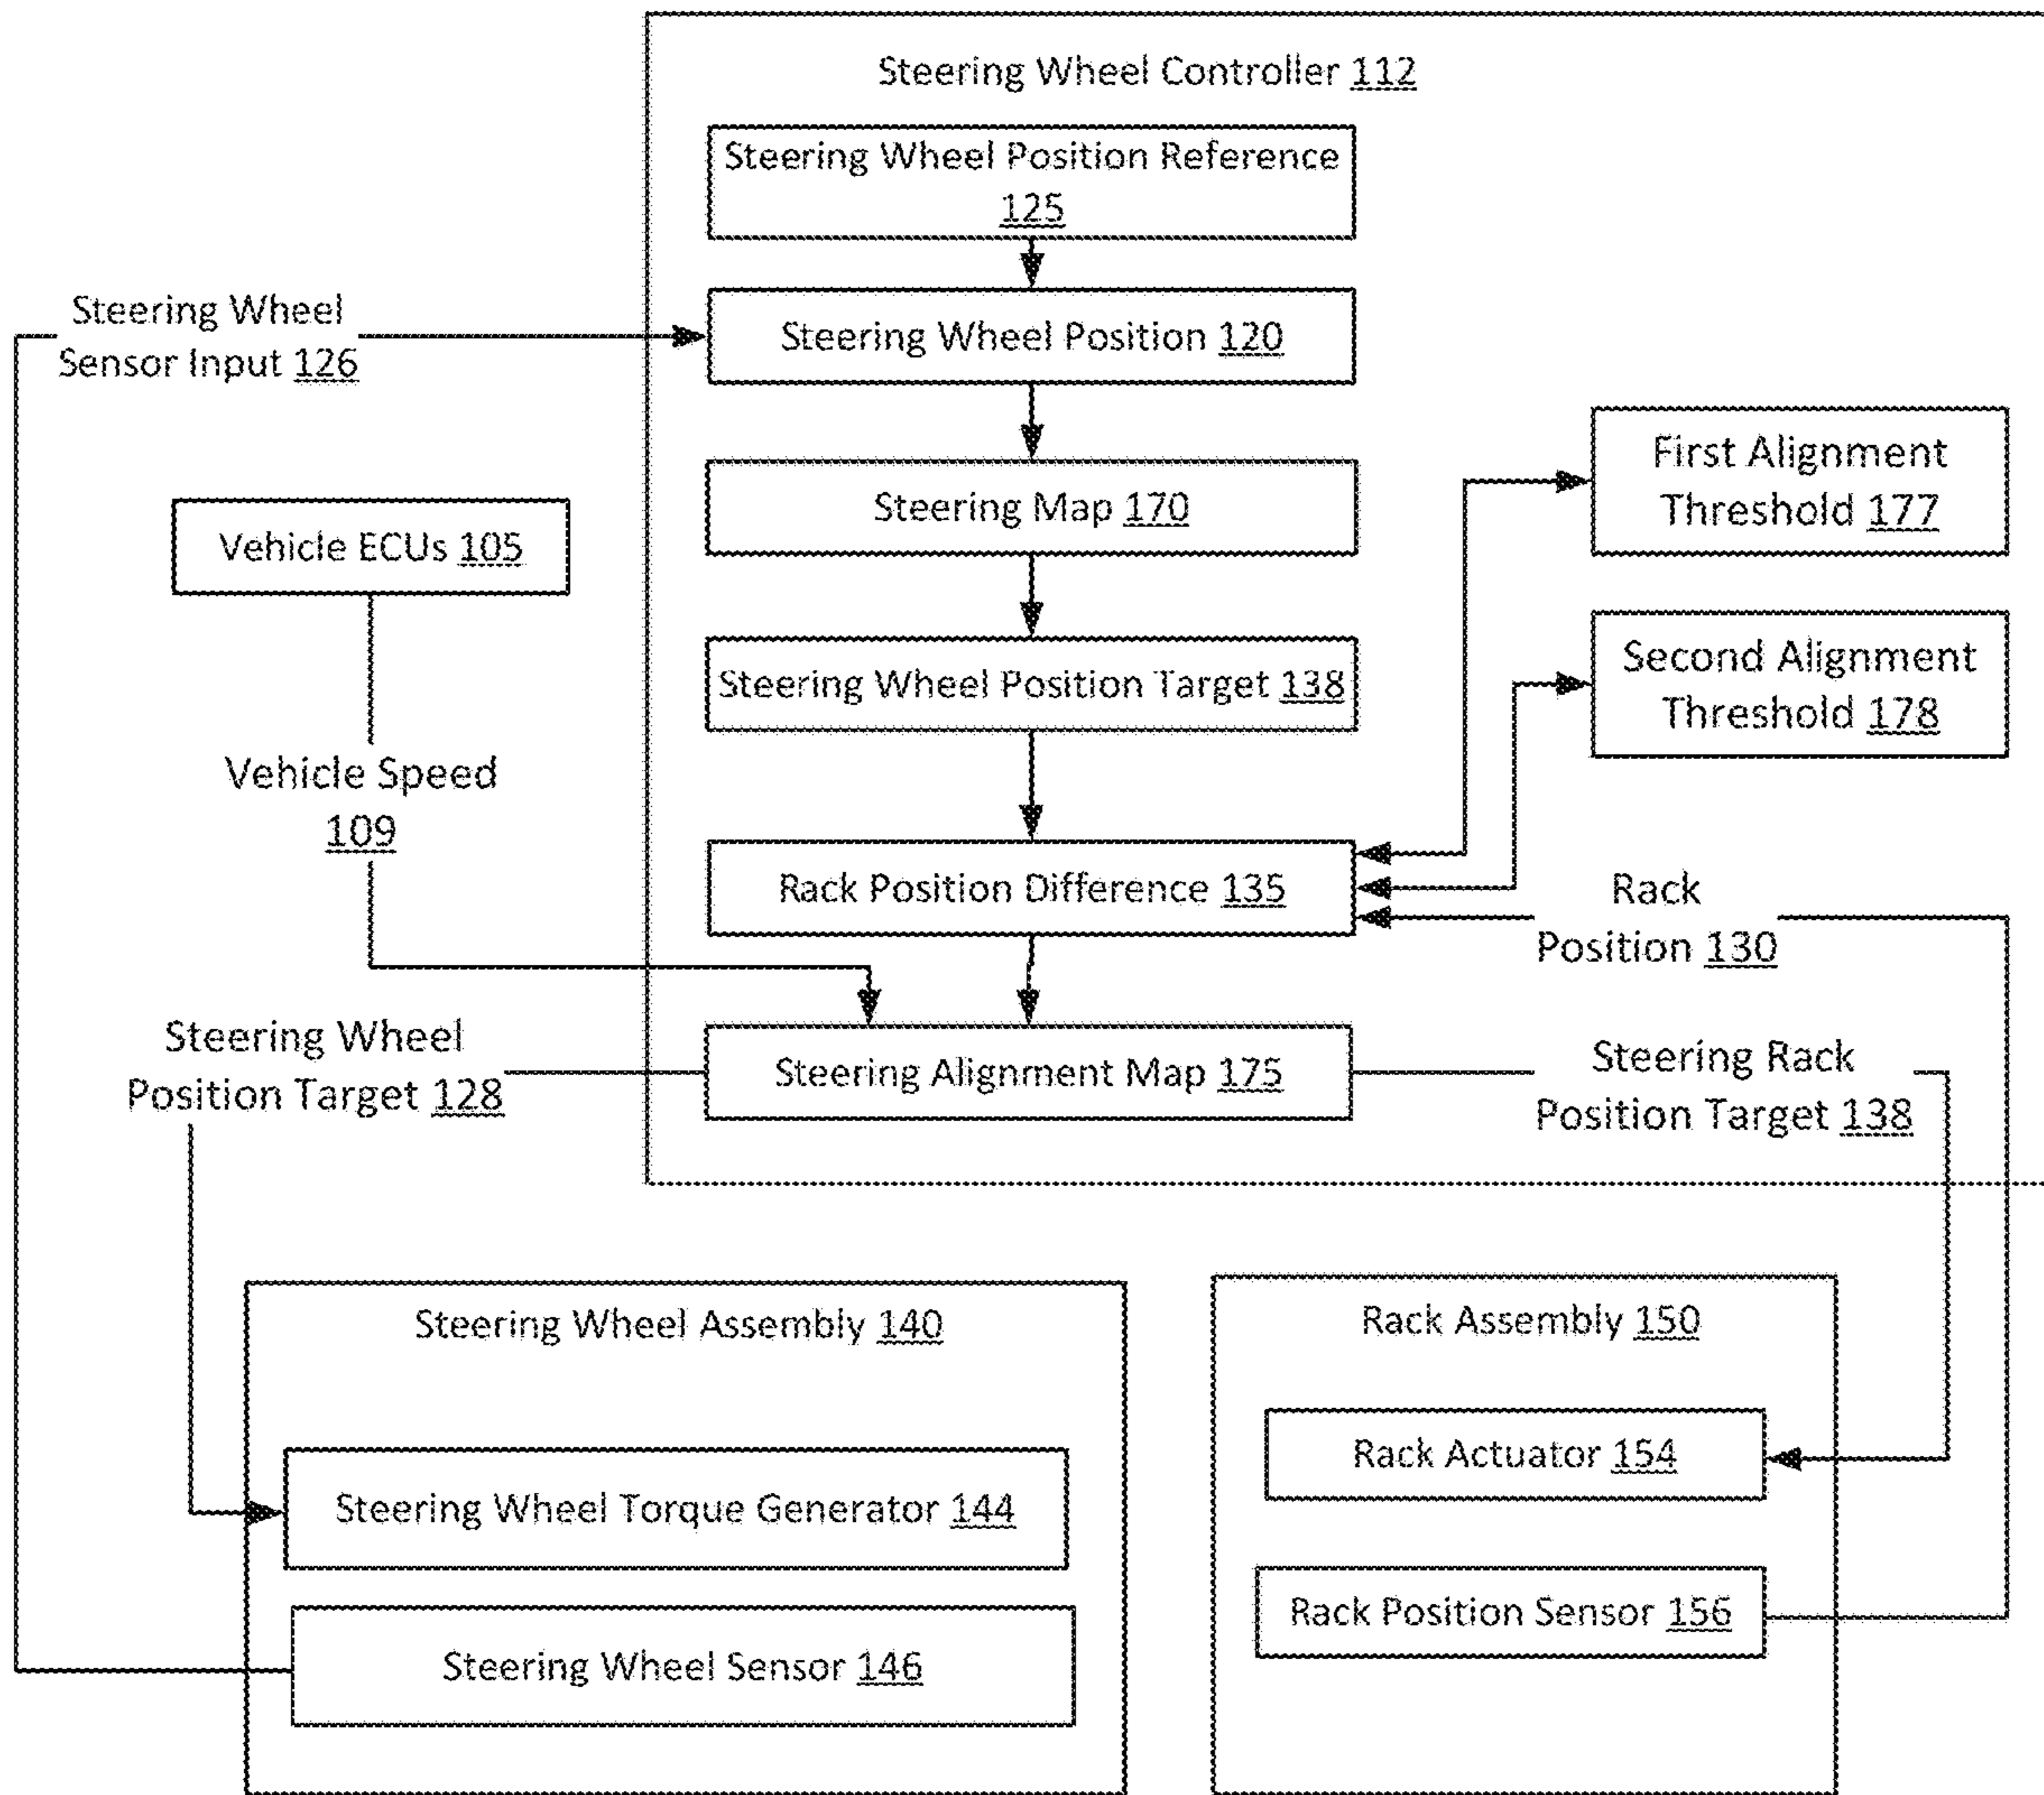 Steering Wheel Controller 112
Steering Wheel Position Reference
125
Steering Wheel
Sensor Input 126
Steering Wheel Position 120
First Alignment
Threshold 177
Steering Map 170
Vehicle ECUs 105
Second Alignment
Threshold 178
Steering Wheel Position Target 138
Vehicle Speed
109
Rack Position Difference 135
Rack
Position 130
Steering Wheel
Position Target 128
Steering Alignment Map 175
Steering Rack
Position Target 138
Steering Wheel Assembly 140
Steering Wheel Torque Generator 144
Steering Wheel Sensor 146
Rack Assembly 150
Rack Actuator 154
Rack Position Sensor 156